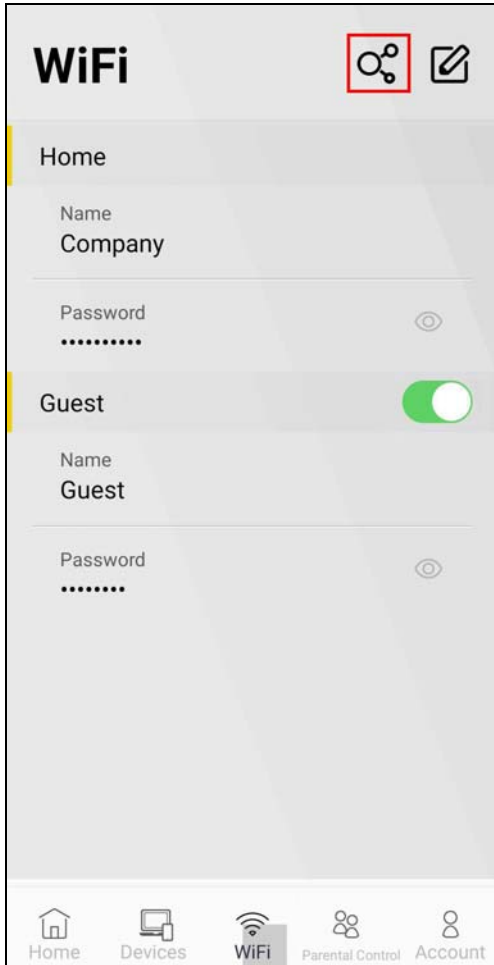 WiFi
Home
Name
Company
Password
••••••••••
Guest
Name
Guest
Password
••••••••
Home Devices WiFi Parental Control Account